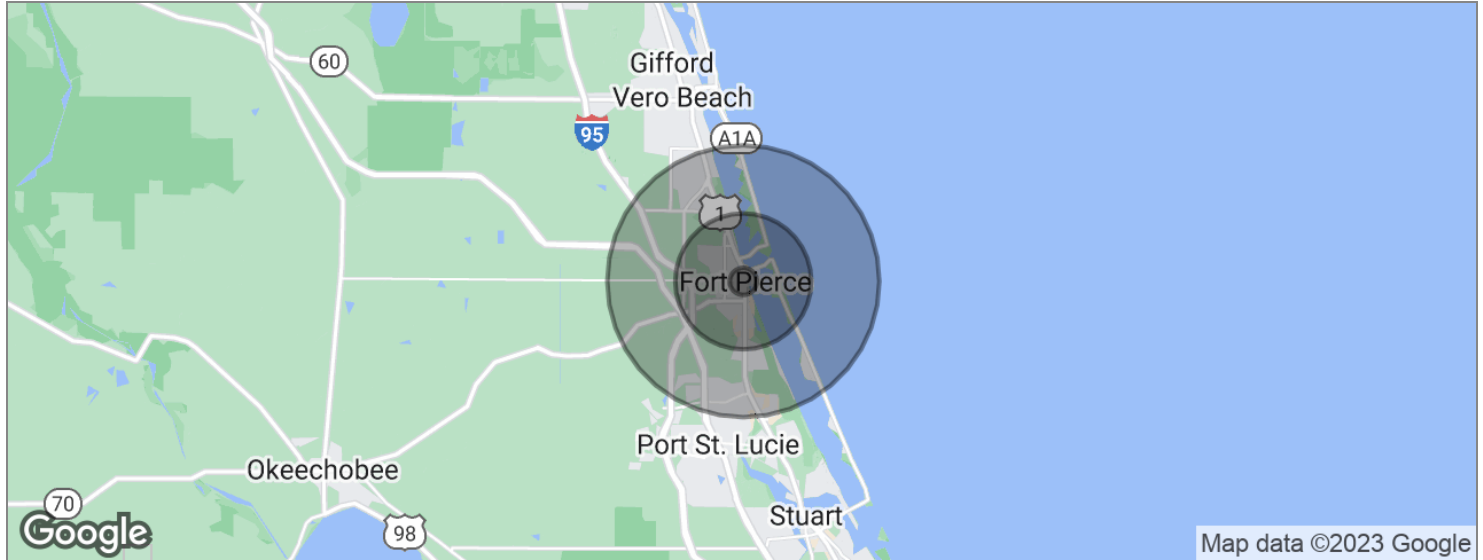 60
Gifford
Vero Beach
95
A1A
1
Fort Pierce
Port St. Lucie
Okeechobee
70
98
Stuart
Google
Map data ©2023 Google